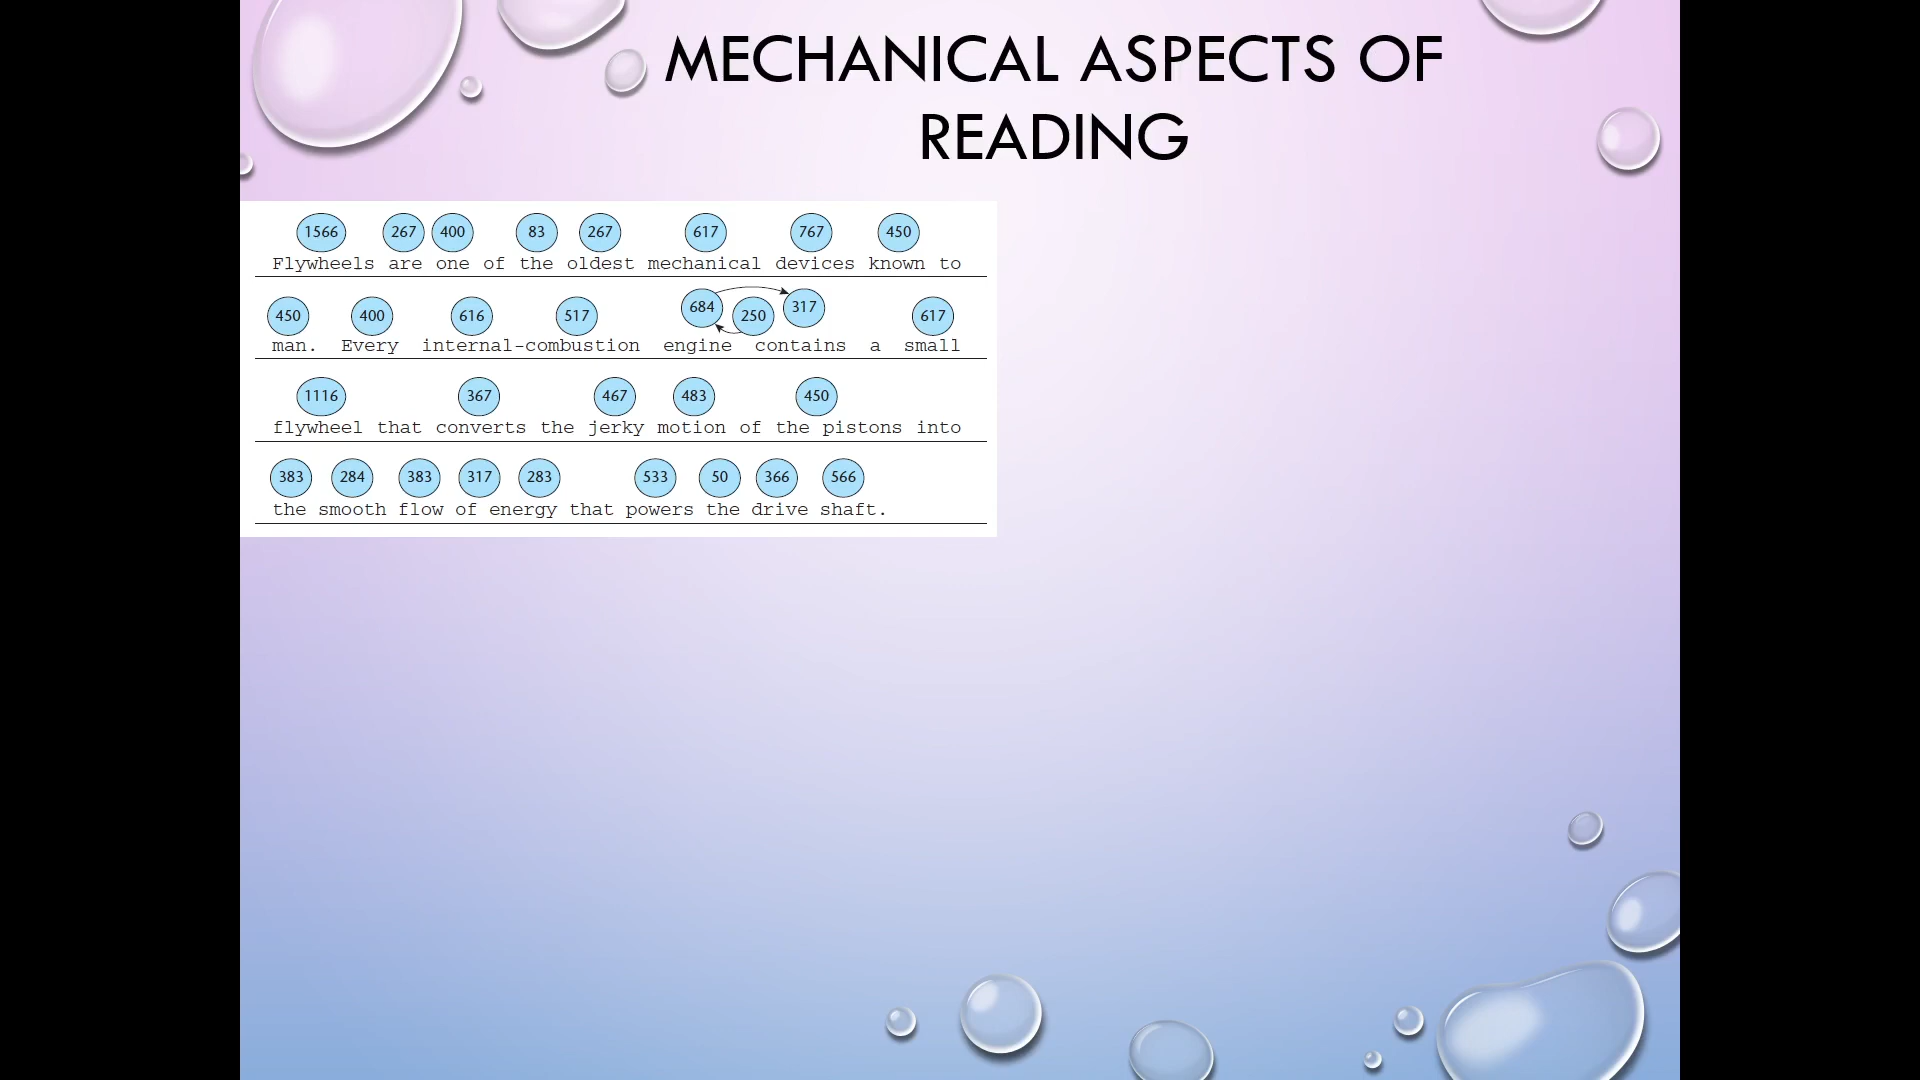 MECHANICAL ASPECTS OF
READING
1566 267 400 83 267 617 767 450
Flywheels are one of the oldest mechanical devices known to
450 400 616 517 684 250 317 617
man. Every internal-combustion engine contains a small
1116 367 467 483 450
flywheel that converts the jerky motion of the pistons into
383 284 383 317 283 533 50 366 566
the smooth flow of energy that powers the drive shaft.